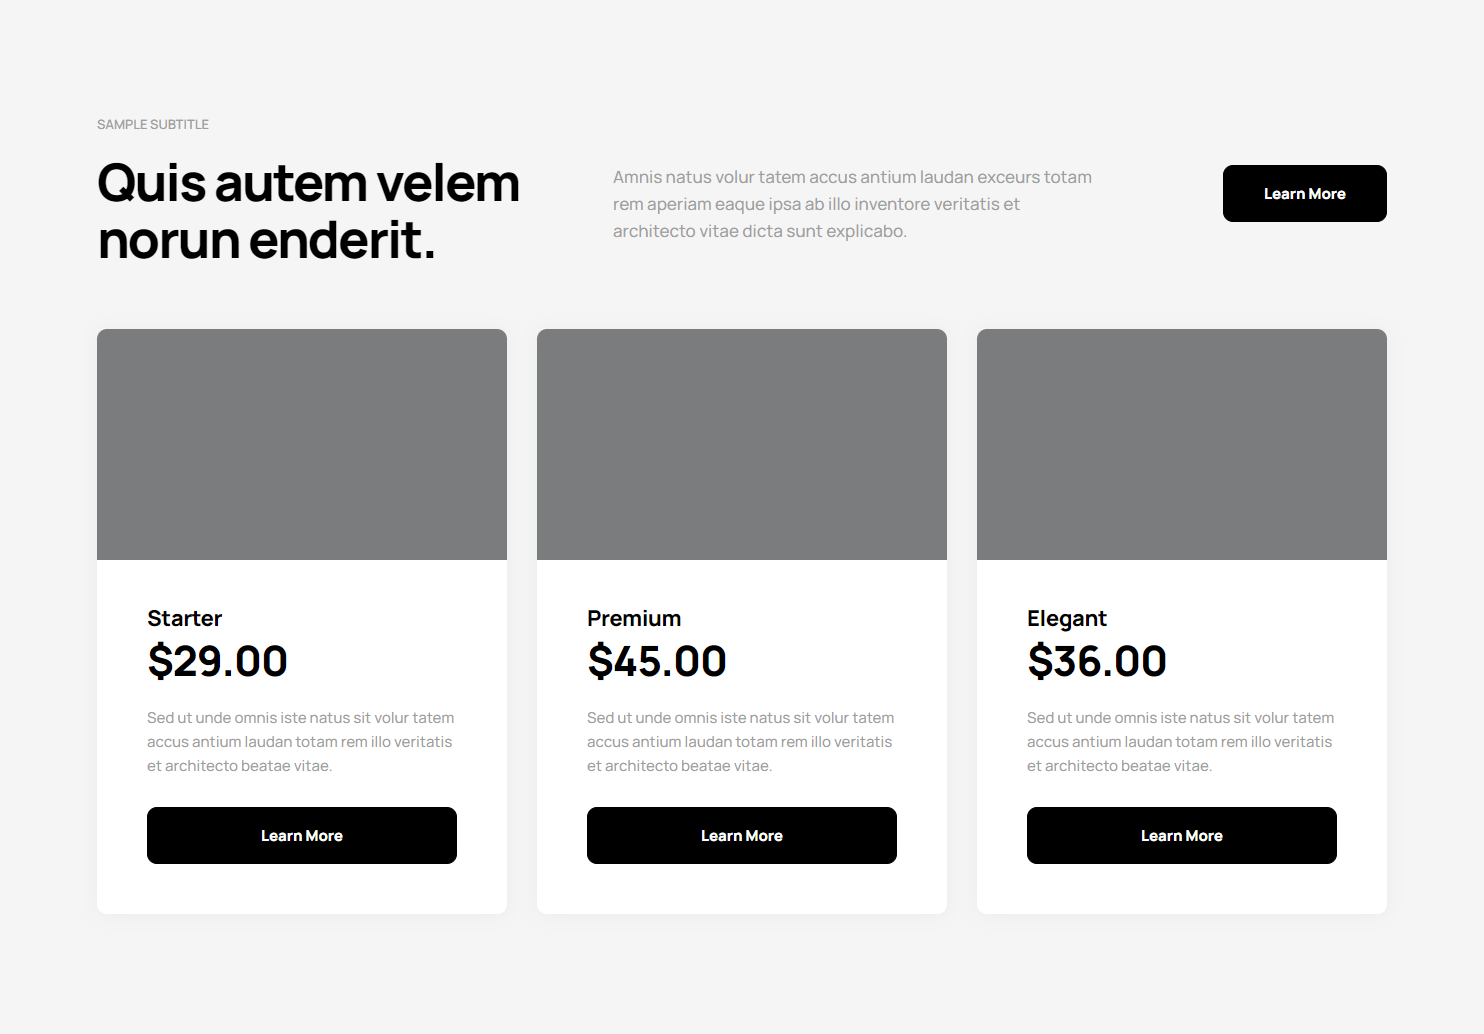 SAMPLE SUBTITLE
Quis autem velem
norun enderit.
Amnis natus volur tatem accus antium laudan exceurs totam
rem aperiam eaque ipsa ab illo inventore veritatis et
architecto vitae dicta sunt explicabo.
Learn More
Starter
$29.00
Sed ut unde omnis iste natus sit volur tatem
accus antium laudan totam rem illo veritatis
et architecto beatae vitae.
Learn More
Premium
$45.00
Sed ut unde omnis iste natus sit volur tatem
accus antium laudan totam rem illo veritatis
et architecto beatae vitae.
Learn More
Elegant
$36.00
Sed ut unde omnis iste natus sit volur tatem
accus antium laudan totam rem illo veritatis
et architecto beatae vitae.
Learn More